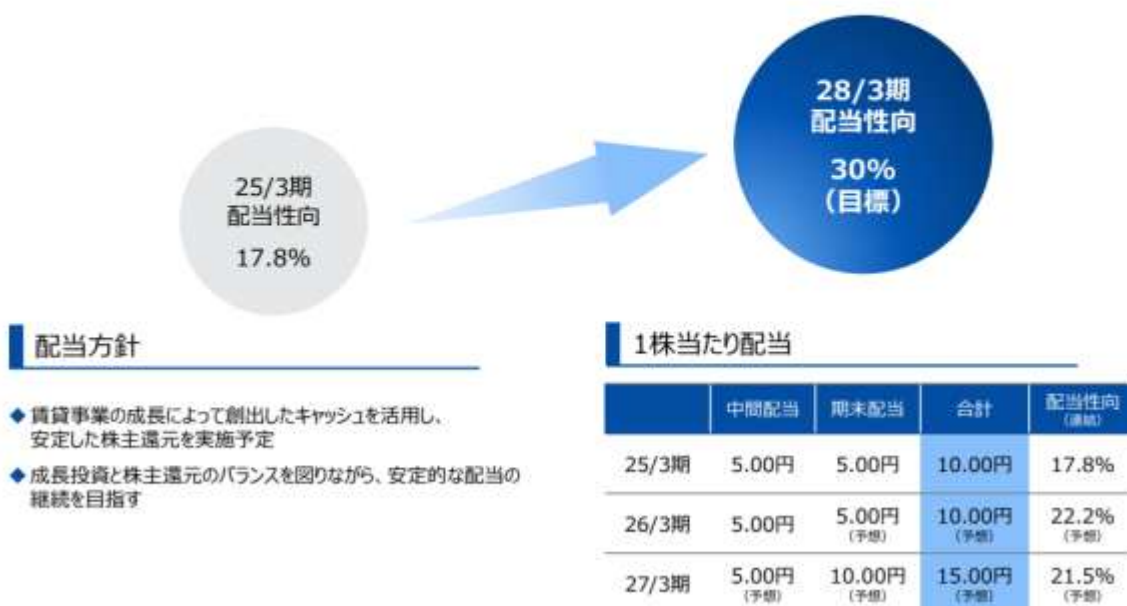 25/3期
配当性向
17.8%
28/3期
配当性向
30%
(目標)
配当方針
◆ 賃貸事業の成長によって創出したキャッシュを活用し、
安定した株主還元を実施予定
◆ 成長投資と株主還元のバランスを図りながら、安定的な配当の
継続を目指す
1株当たり配当
中間配当 期末配当 合計 配当性向
(連結)
25/3期 5.00円 5.00円 10.00円 17.8%
26/3期 5.00円 5.00円 10.00円 22.2%
(予想) (予想) (予想)
27/3期 5.00円 10.00円 15.00円 21.5%
(予想) (予想) (予想) (予想)